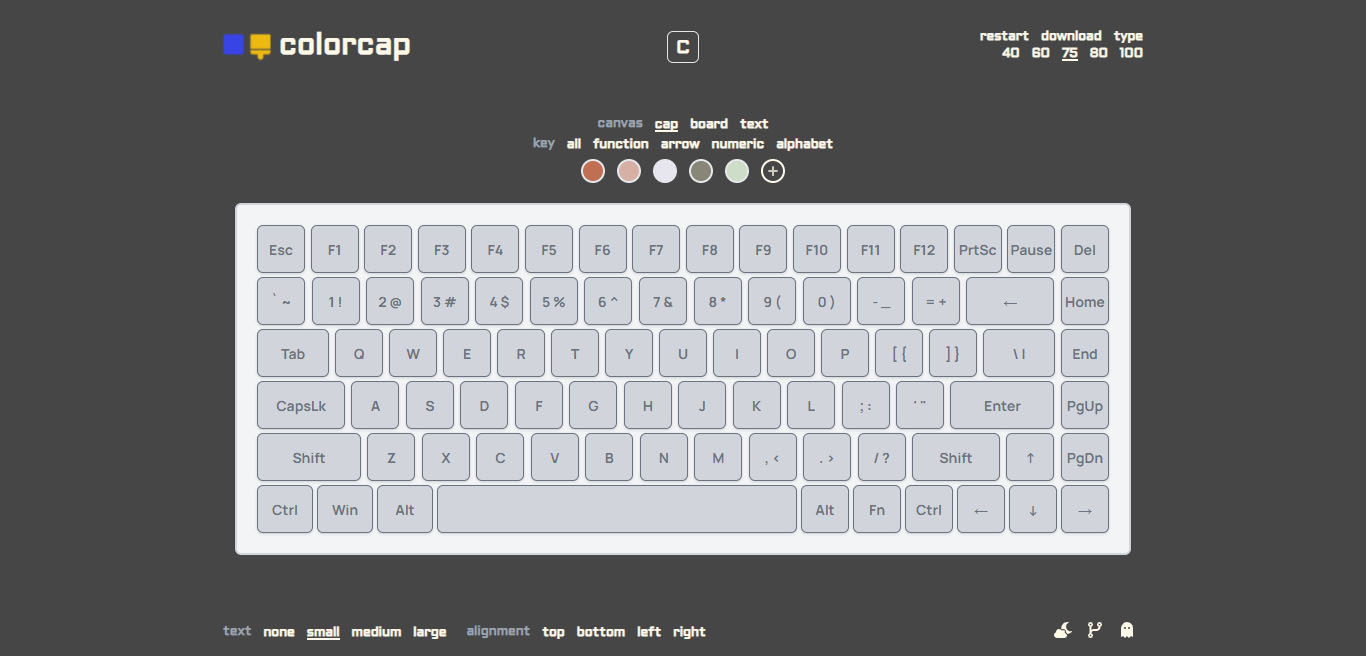 colorcap
C
restart download type
40 60 75 80 100
canvas cap board text
key all function arrow numeric alphabet
+
Esc F1 F2 F3 F4 F5 F6 F7 F8 F9 F10 F11 F12 PrtSc Pause Del
` ~ 1 ! 2 @ 3 # 4 $ 5 % 6 ^ 7 & 8 * 9 ( 0 ) - _ = + ← Home
Tab Q W E R T Y U I O P [ { ] } \ | End
CapsLk A S D F G H J K L ; : ' " Enter PgUp
Shift Z X C V B N M , < . > / ? Shift ↑ PgDn
Ctrl Win Alt Alt Fn Ctrl ← ↓ →
text none small medium large alignment top bottom left right